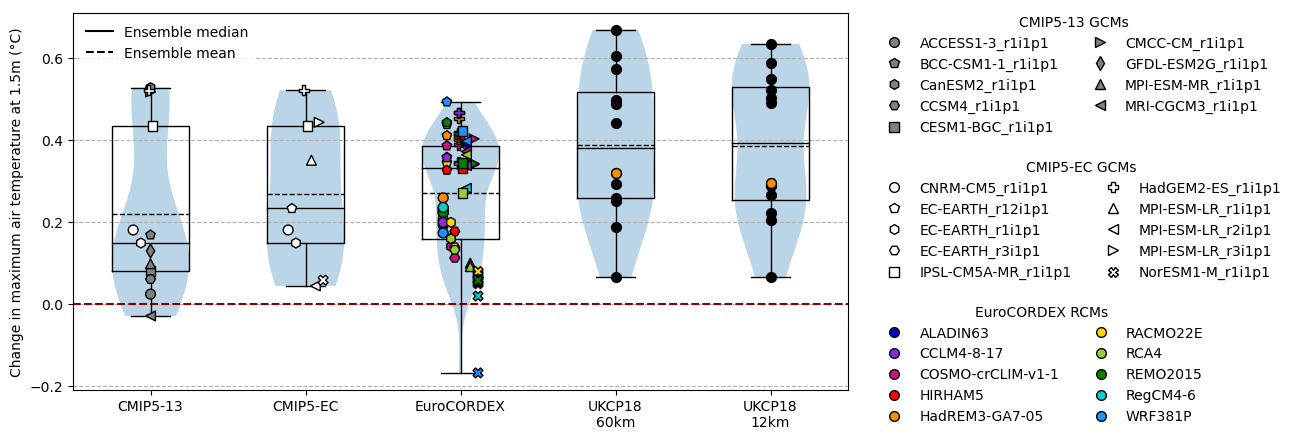 Change in maximum air temperature at 1.5m (°C)
0.6
0.4
0.2
0.0
−0.2
Ensemble median
Ensemble mean
CMIP5-13
CMIP5-EC
EuroCORDEX
UKCP18
60km
UKCP18
12km
CMIP5-13 GCMs
ACCESS1-3_r1i1p1
BCC-CSM1-1_r1i1p1
CanESM2_r1i1p1
CCSM4_r1i1p1
CESM1-BGC_r1i1p1
CMCC-CM_r1i1p1
GFDL-ESM2G_r1i1p1
MPI-ESM-MR_r1i1p1
MRI-CGCM3_r1i1p1
CMIP5-EC GCMs
CNRM-CM5_r1i1p1
EC-EARTH_r12i1p1
EC-EARTH_r1i1p1
EC-EARTH_r3i1p1
IPSL-CM5A-MR_r1i1p1
HadGEM2-ES_r1i1p1
MPI-ESM-LR_r1i1p1
MPI-ESM-LR_r2i1p1
MPI-ESM-LR_r3i1p1
NorESM1-M_r1i1p1
EuroCORDEX RCMs
ALADIN63
CCLM4-8-17
COSMO-crCLIM-v1-1
HIRHAM5
HadREM3-GA7-05
RACMO22E
RCA4
REMO2015
RegCM4-6
WRF381P